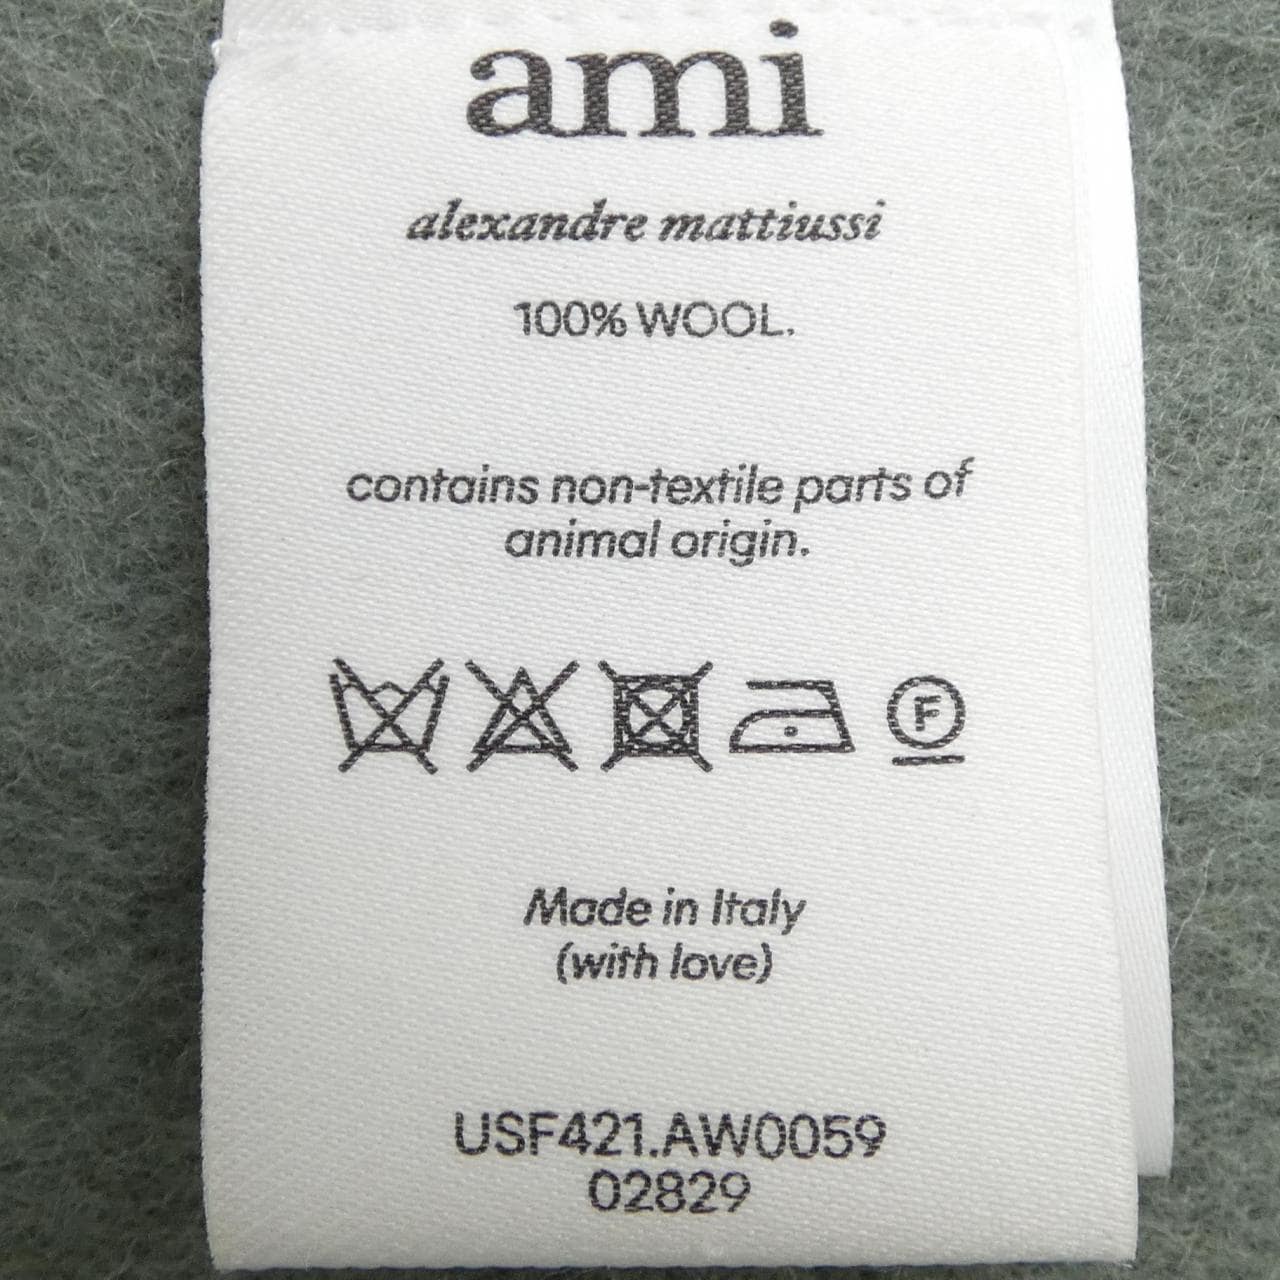 ami
alexandre mattiussi
100% WOOL.
contains non-textile parts of
animal origin.
F
Made in Italy
(with love)
USF421.AW0059
02829